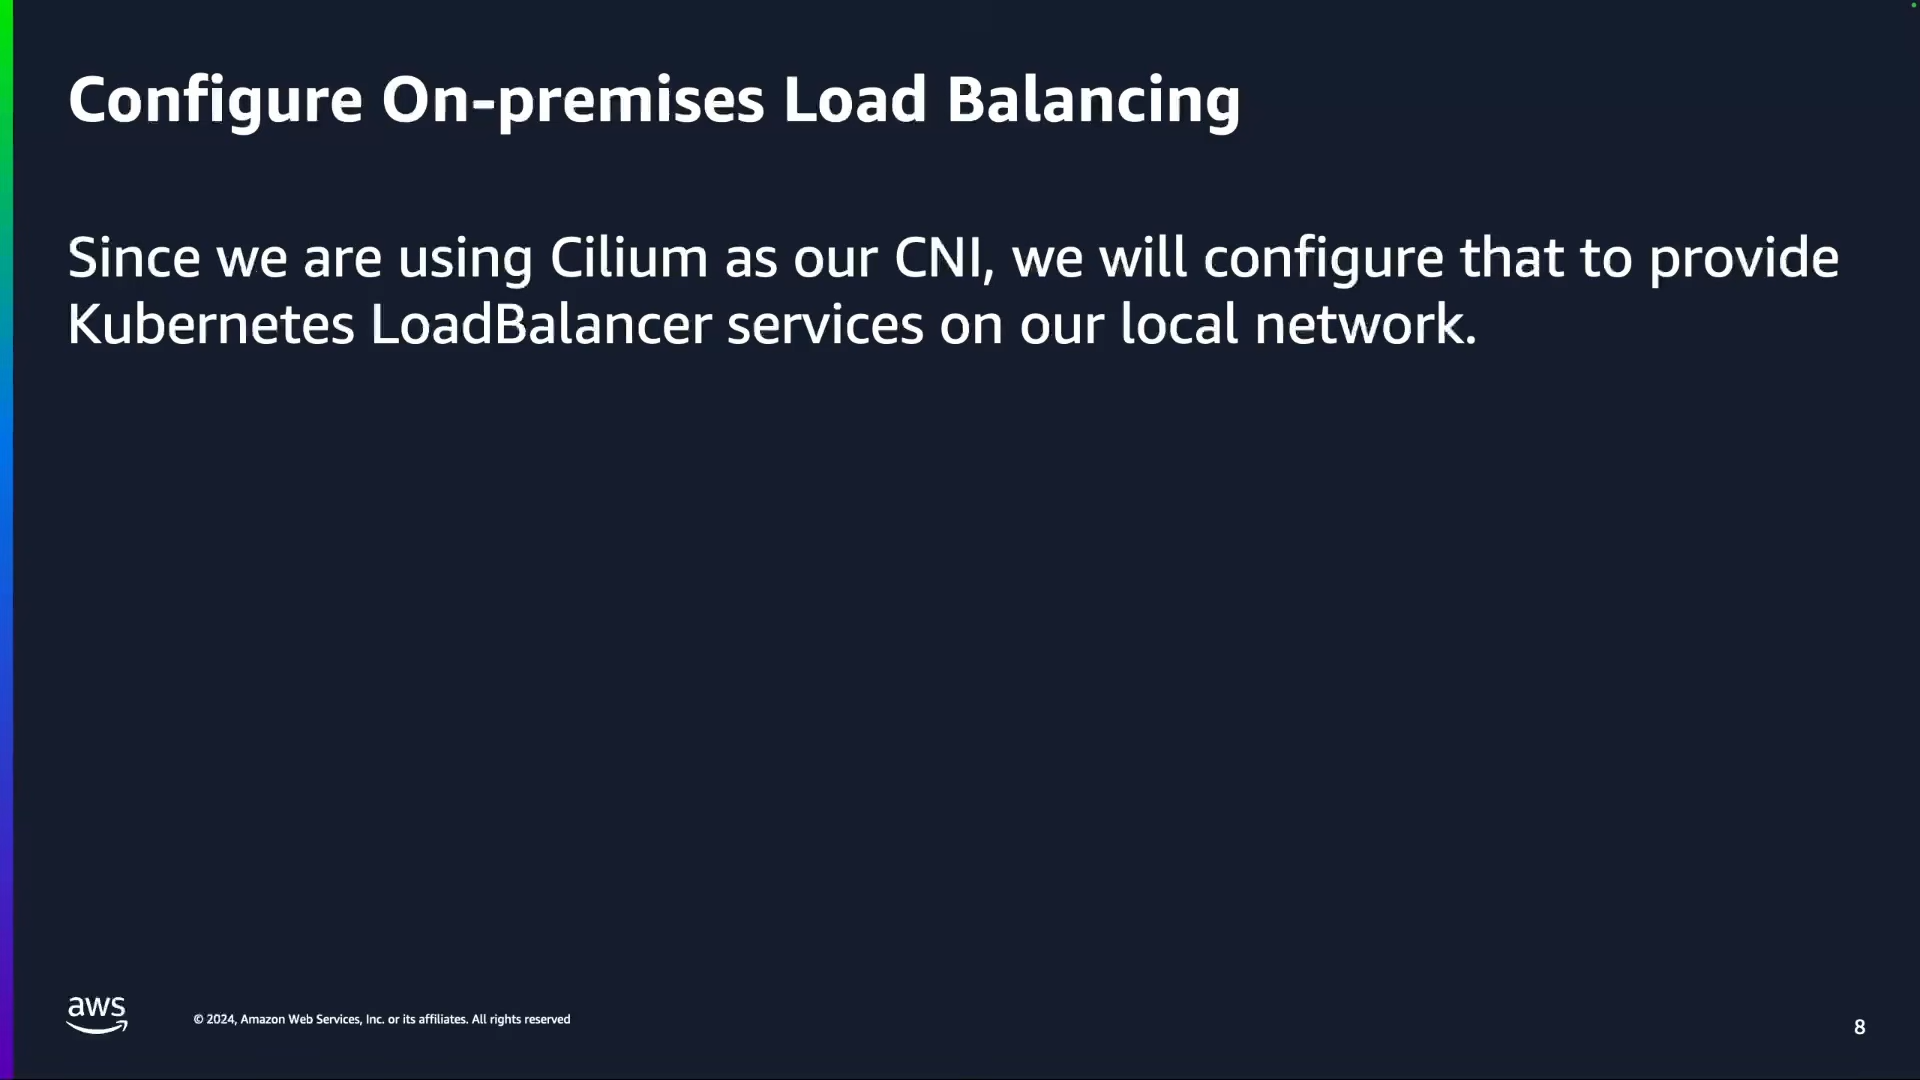 Configure On-premises Load Balancing
Since we are using Cilium as our CNI, we will configure that to provide
Kubernetes LoadBalancer services on our local network.
aws
© 2024, Amazon Web Services, Inc. or its affiliates. All rights reserved
8